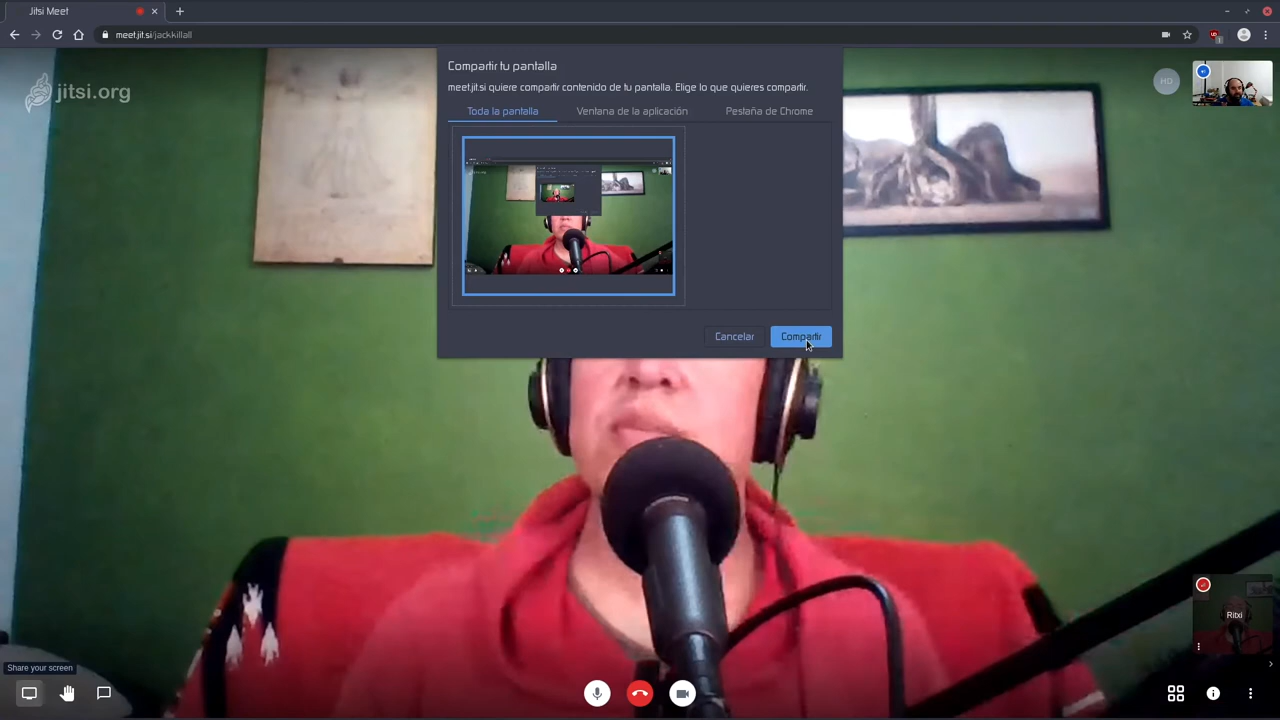 Jitsi Meet
meet.jit.si/jackkillall
jitsi.org
Compartir tu pantalla
meet.jit.si quiere compartir contenido de tu pantalla. Elige lo que quieres compartir.
Toda la pantalla
Ventana de la aplicación
Pestaña de Chrome
Cancelar
Compartir
HD
Ritxi
Share your screen